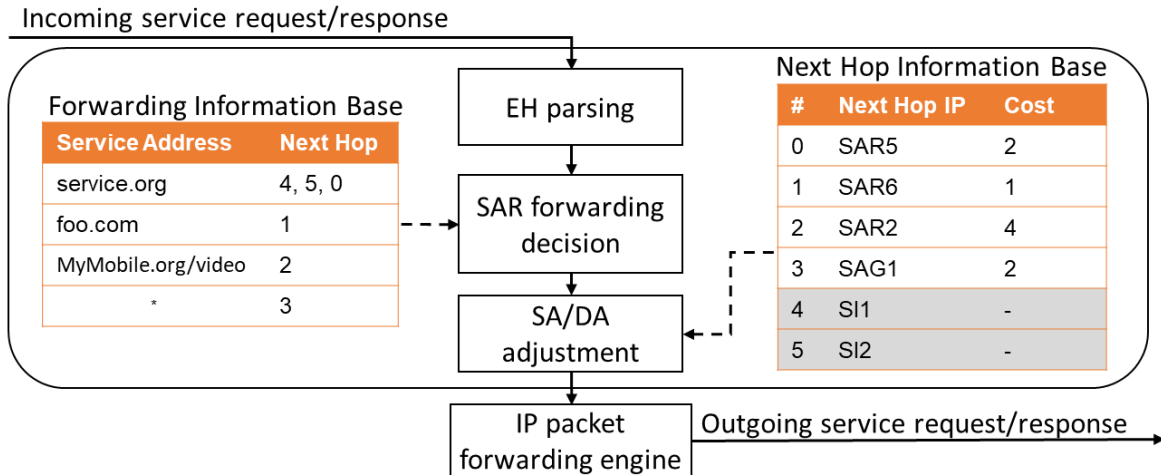 Incoming service request/response
Forwarding Information Base
Service Address Next Hop
service.org 4, 5, 0
foo.com 1
MyMobile.org/video 2
* 3
EH parsing
SAR forwarding
decision
SA/DA
adjustment
IP packet
forwarding engine
Next Hop Information Base
# Next Hop IP Cost
0 SAR5 2
1 SAR6 1
2 SAR2 4
3 SAG1 2
4 SI1 -
5 SI2 -
Outgoing service request/response